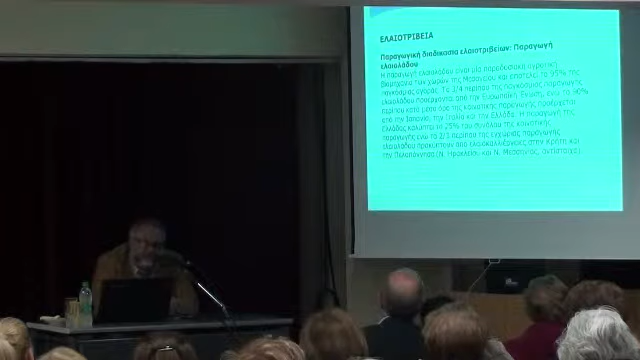 ΕΛΑΙΟΤΡΙΒΕΙΑ
Παραγωγική διαδικασία ελαιοτριβείων: Παραγωγή
ελαιολάδου
Η παραγωγή ελαιολάδου είναι μία παραδοσιακή αγροτική
βιομηχανία των χωρών της Μεσογείου και αποτελεί το 95% της
παγκόσμιας αγοράς. Τα 3/4 περίπου της παγκόσμιας παραγωγής
ελαιολάδου προέρχονται από την Ευρωπαϊκή Ένωση, ενώ το 90%
περίπου κατά μέσο όρο της κοινοτικής παραγωγής προέρχεται
από την Ισπανία, την Ιταλία και την Ελλάδα. Η παραγωγή της
Ελλάδας καλύπτει το 25% του συνόλου της κοινοτικής
παραγωγής ενώ τα 2/3 περίπου της εγχώριας παραγωγής
ελαιολάδου προκύπτουν από ελαιοκαλλιέργειες στην Κρήτη και
την Πελοπόννησο (Ν. Ηρακλείου και Ν. Μεσσηνίας, αντίστοιχα).